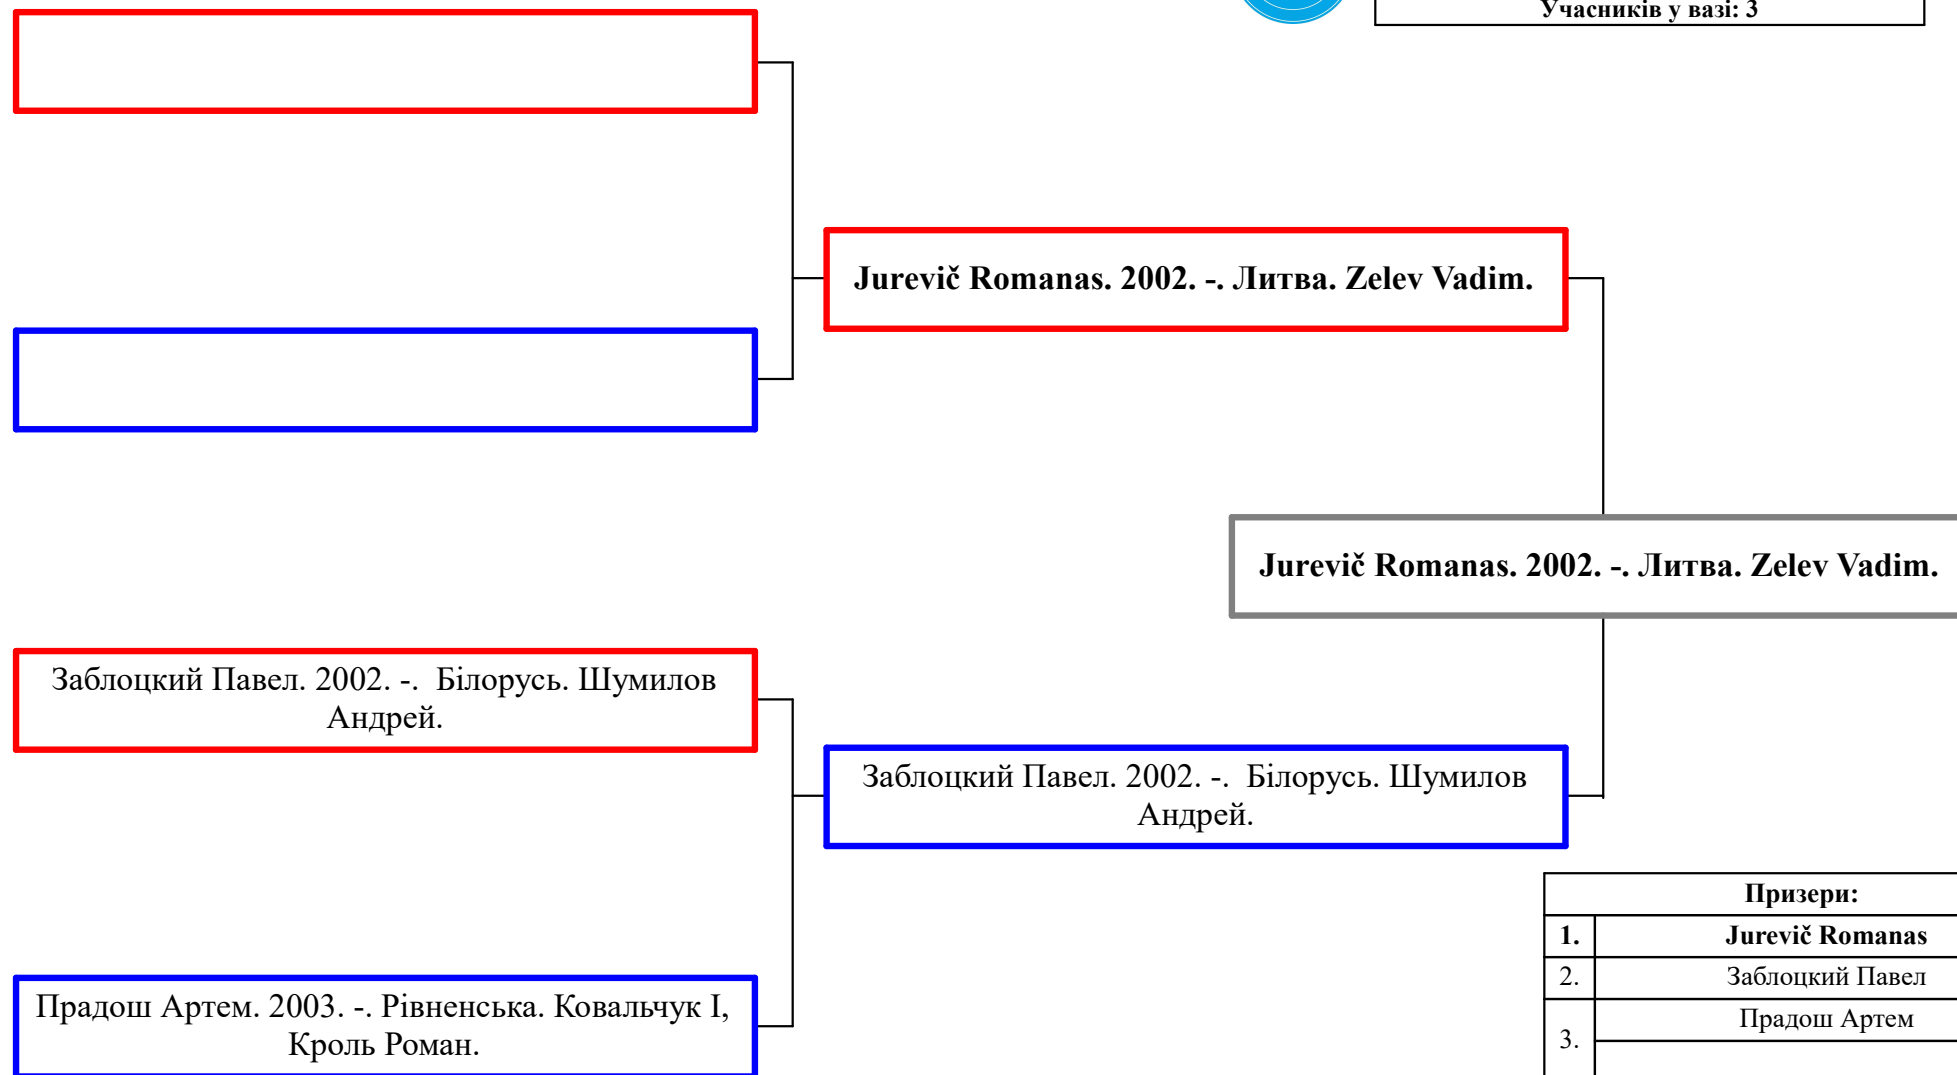 Учасників у вазі: 3
Jurevič Romanas. 2002. -. Литва. Zelev Vadim.
Jurevič Romanas. 2002. -. Литва. Zelev Vadim.
Заблоцкий Павел. 2002. -. Білорусь. Шумилов
Андрей.
Заблоцкий Павел. 2002. -. Білорусь. Шумилов
Андрей.
Прадош Артем. 2003. -. Рівненська. Ковальчук І,
Кроль Роман.
Призери:
1. Jurevič Romanas
2. Заблоцкий Павел
3. Прадош Артем